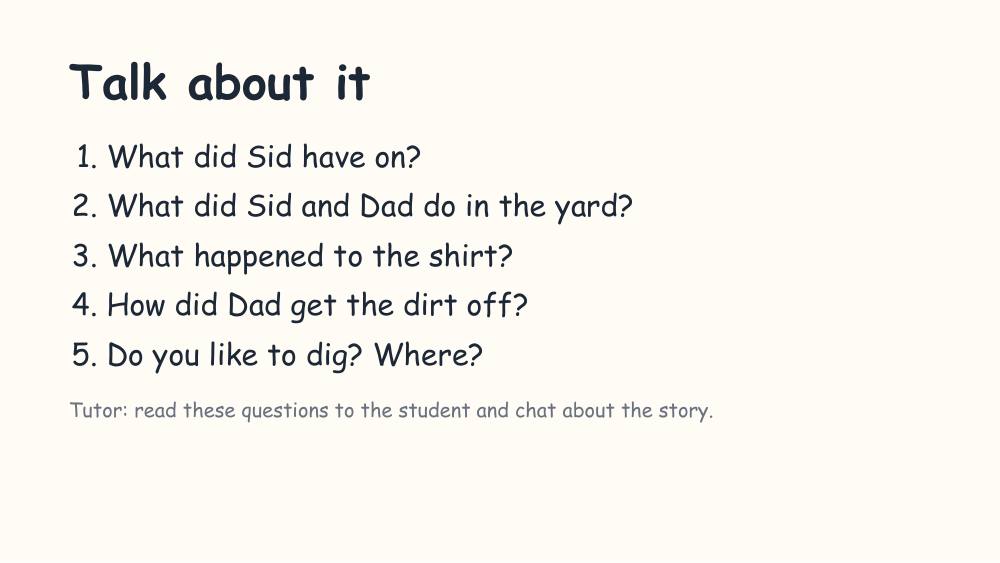 Talk about it
1. What did Sid have on?
2. What did Sid and Dad do in the yard?
3. What happened to the shirt?
4. How did Dad get the dirt off?
5. Do you like to dig? Where?
Tutor: read these questions to the student and chat about the story.